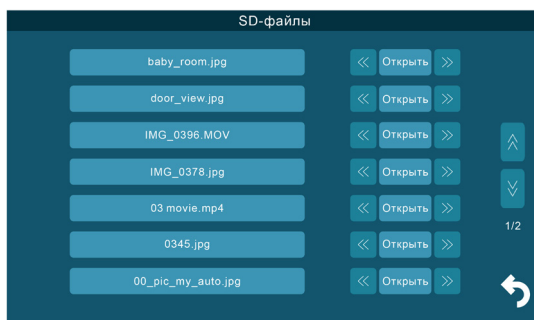 SD-файлы
baby_room.jpg << Открыть >>
door_view.jpg << Открыть >>
IMG_0396.MOV << Открыть >>
IMG_0378.jpg << Открыть >>
03 movie.mp4 << Открыть >>
0345.jpg << Открыть >>
00_pic_my_auto.jpg << Открыть >>
1/2